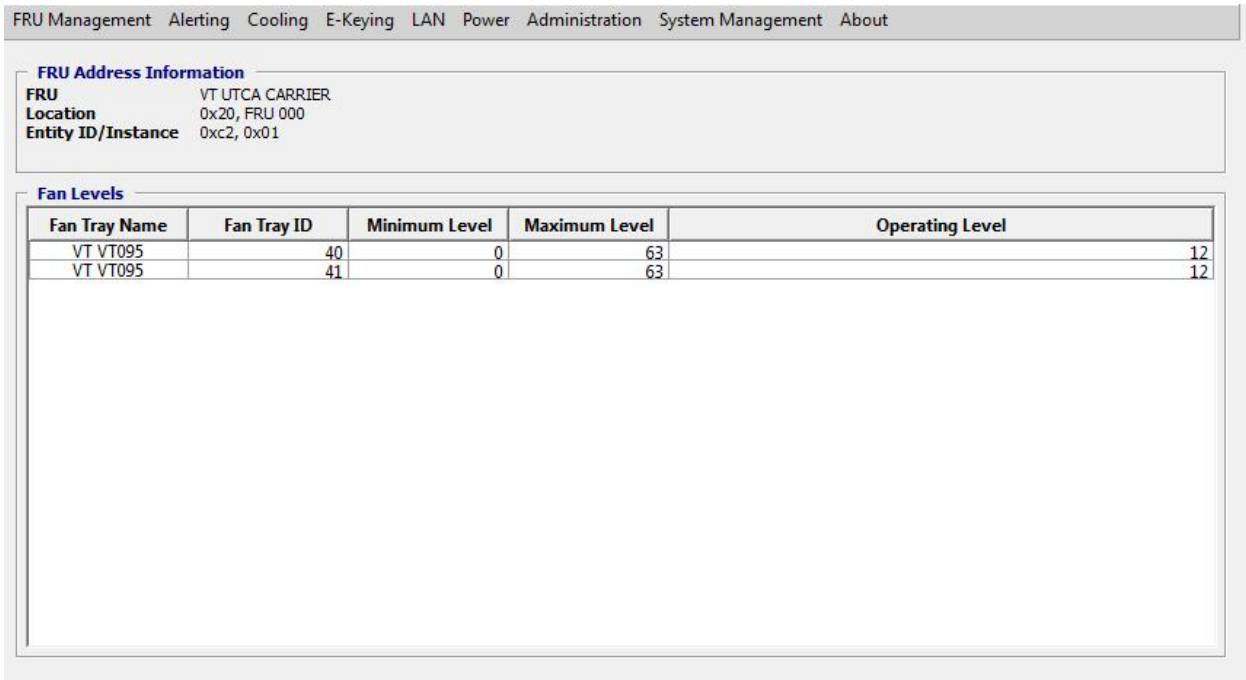 FRU Management Alerting Cooling E-Keying LAN Power Administration System Management About
FRU Address Information
FRU VT UTCA CARRIER
Location 0x20, FRU 000
Entity ID/Instance 0xc2, 0x01
Fan Levels
Fan Tray Name Fan Tray ID Minimum Level Maximum Level Operating Level
VT VT095 40 0 63 12
VT VT095 41 0 63 12